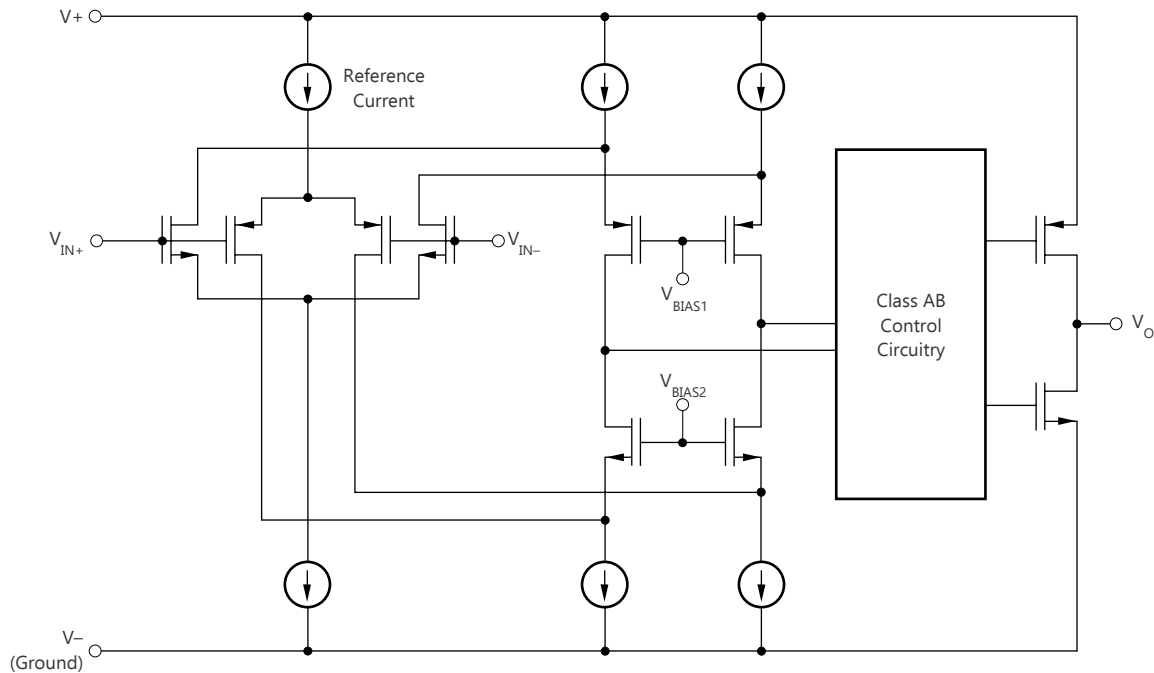 V+
Reference
Current
V_IN+
V_IN–
V_BIAS1
V_BIAS2
Class AB
Control
Circuitry
V_O
V–
(Ground)